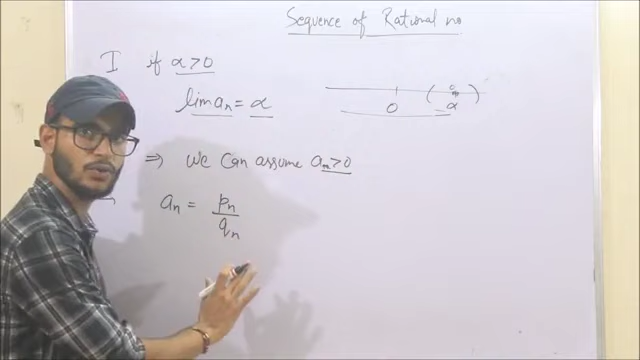 Sequence of Rational no
I if α>0
lim aₙ = α
0 α
⇒ we can assume aₙ>0
aₙ = pₙ/qₙ